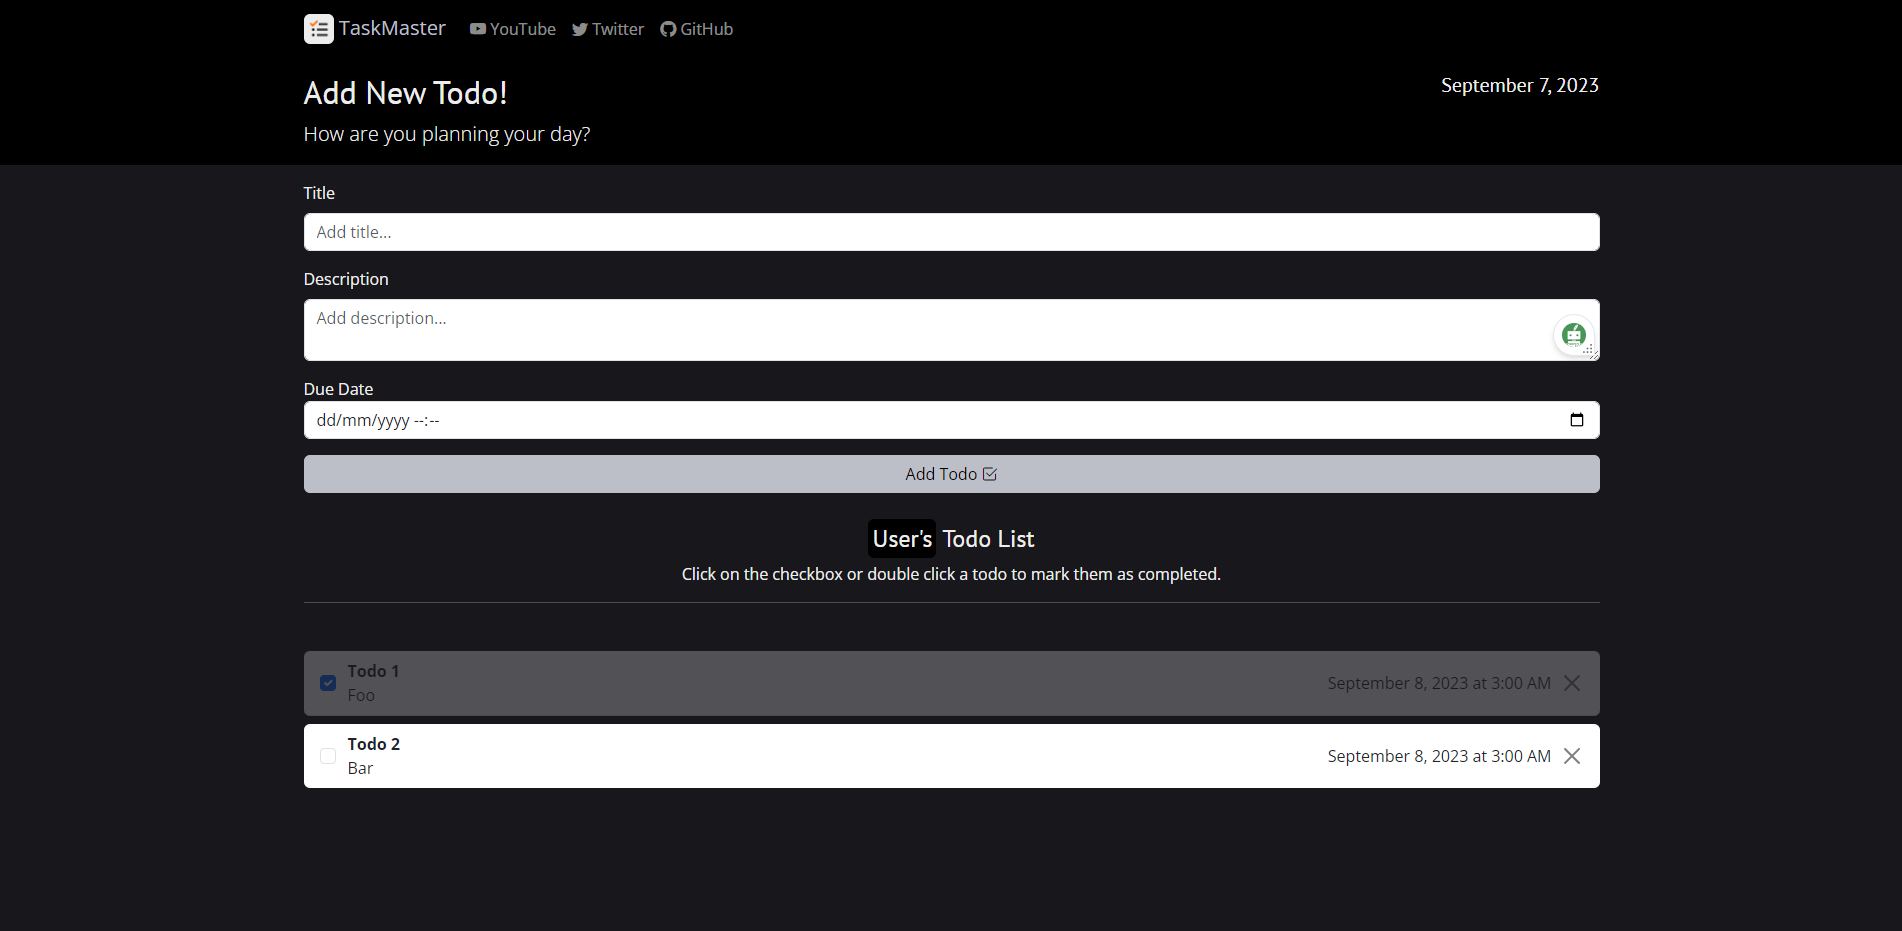 TaskMaster YouTube Twitter GitHub
Add New Todo!
September 7, 2023
How are you planning your day?
Title
Add title...
Description
Add description...
Due Date
dd/mm/yyyy --:--
Add Todo
User's Todo List
Click on the checkbox or double click a todo to mark them as completed.
Todo 1
Foo
September 8, 2023 at 3:00 AM
Todo 2
Bar
September 8, 2023 at 3:00 AM